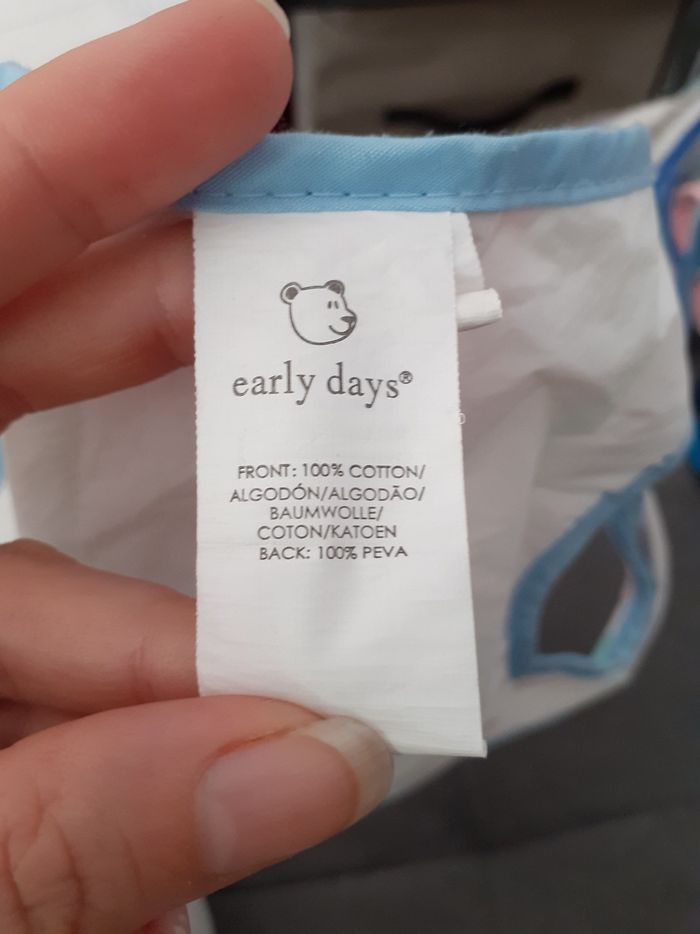 early days®
FRONT: 100% COTTON/
ALGODÓN/ALGODÃO/
BAUMWOLLE/
COTON/KATOEN
BACK: 100% PEVA